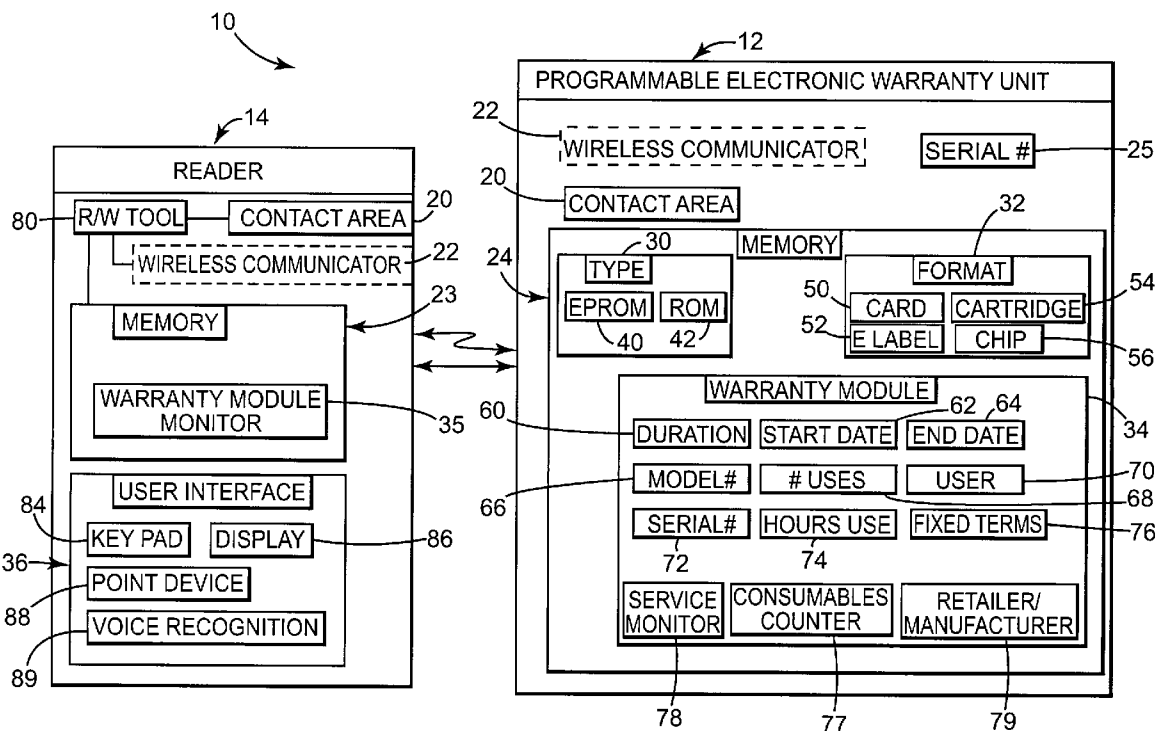 10
12
PROGRAMMABLE ELECTRONIC WARRANTY UNIT
22
WIRELESS COMMUNICATOR
SERIAL #
25
20
CONTACT AREA
14
READER
80
R/W TOOL
CONTACT AREA
20
WIRELESS COMMUNICATOR
22
23
MEMORY
WARRANTY MODULE
MONITOR
35
USER INTERFACE
84
KEY PAD
DISPLAY
86
36
POINT DEVICE
88
VOICE RECOGNITION
89
24
MEMORY
30
TYPE
EPROM
ROM
40
42
32
FORMAT
50
CARD
CARTRIDGE
54
52
E LABEL
CHIP
56
WARRANTY MODULE
34
60
62
64
DURATION
START DATE
END DATE
66
MODEL#
# USES
USER
70
68
SERIAL#
HOURS USE
FIXED TERMS
76
72
74
SERVICE
MONITOR
CONSUMABLES
COUNTER
RETAILER/
MANUFACTURER
78
77
79